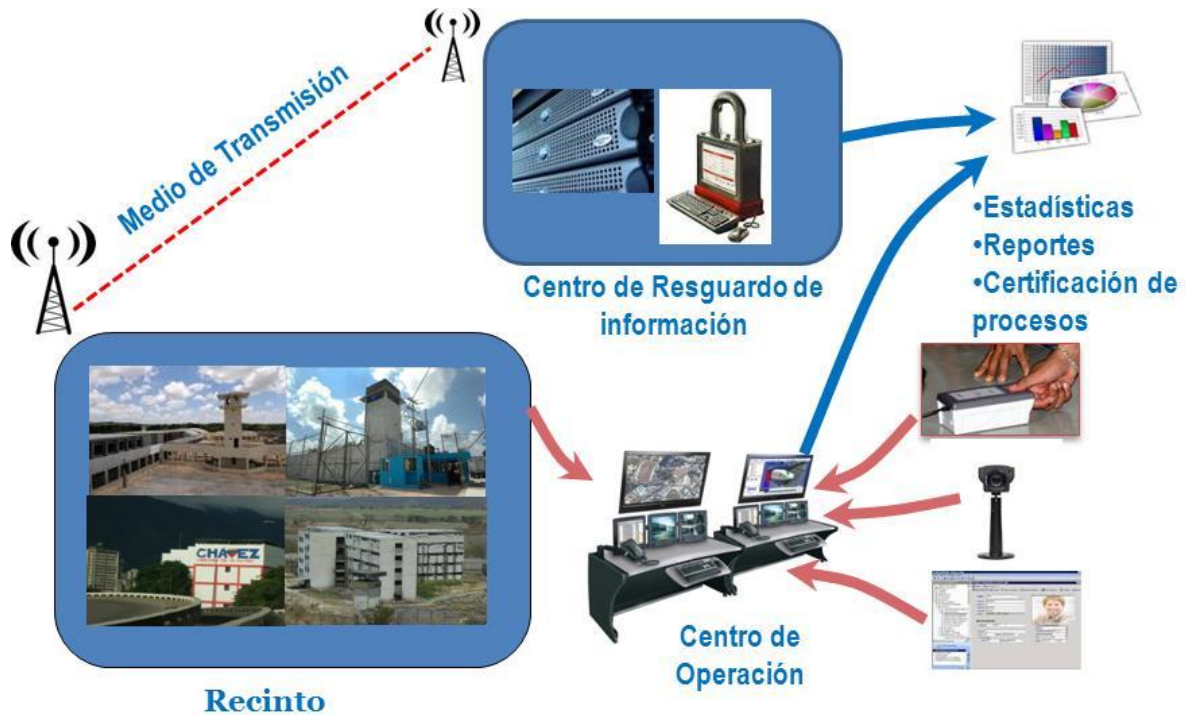 Medio de Transmisión
Centro de Resguardo de
información
•Estadísticas
•Reportes
•Certificación de
procesos
CHAVEZ
Centro de
Operación
Recinto